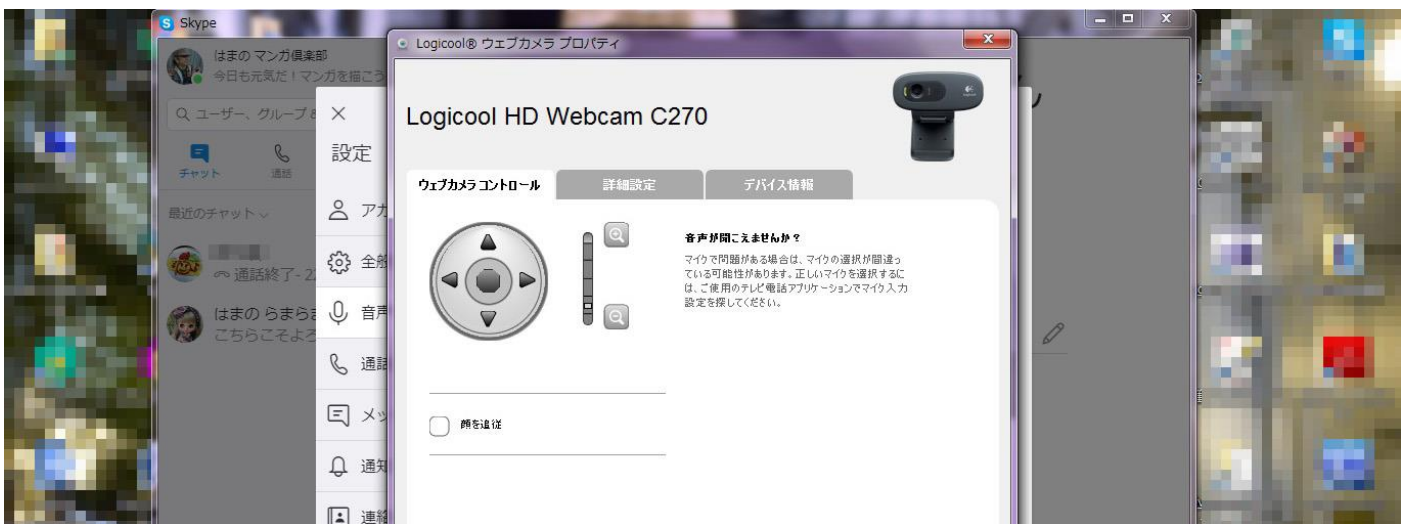 Skype
はまの マンガ倶楽部
今日も元気だ！マンガを描こう
ユーザー、グループ &
チャット
通話
最近のチャット
通話終了 - 2
はまの らまらま
こちらこそよろ
設定
アカ
全般
音声
通話
メッ
通知
連絡
Logicool® ウェブカメラ プロパティ
Logicool HD Webcam C270
ウェブカメラコントロール
詳細設定
デバイス情報
音声が聞こえませんか？
マイクで問題がある場合は、マイクの選択が間違っ
ている可能性があります。正しいマイクを選択するに
は、ご使用のテレビ電話アプリケーションでマイク入力
設定を探してください。
顔を追従